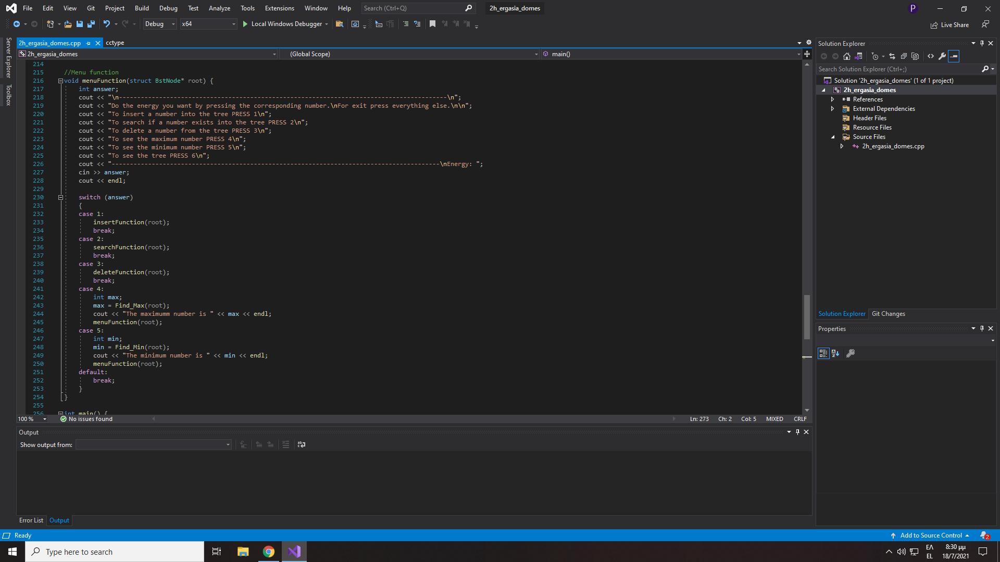 File Edit View Git Project Build Debug Test Analyze Tools Extensions Window Help Search (Ctrl+Q) 2h_ergasia_domes P
Debug x64 Local Windows Debugger Live Share
Server Explorer
Toolbox
2h_ergasia_domes.cpp cctype
2h_ergasia_domes (Global Scope) main()
214
215 //Menu function
216 void menuFunction(struct BstNode* root) {
217 int answer;
218 cout << "\n------------------------------------------------------------------------------------------\n";
219 cout << "Do the energy you want by pressing the corresponding number.\nFor exit press everything else.\n\n";
220 cout << "To insert a number into the tree PRESS 1\n";
221 cout << "To search if a number exists into the tree PRESS 2\n";
222 cout << "To delete a number from the tree PRESS 3\n";
223 cout << "To see the maximum number PRESS 4\n";
224 cout << "To see the minimum number PRESS 5\n";
225 cout << "To see the tree PRESS 6\n";
226 cout << "------------------------------------------------------------------------------------------\nEnergy: ";
227 cin >> answer;
228 cout << endl;
229
230 switch (answer)
231 {
232 case 1:
233 insertFunction(root);
234 break;
235 case 2:
236 searchFunction(root);
237 break;
238 case 3:
239 deleteFunction(root);
240 break;
241 case 4:
242 int max;
243 max = Find_Max(root);
244 cout << "The maximumm number is " << max << endl;
245 menuFunction(root);
246 case 5:
247 int min;
248 min = Find_Min(root);
249 cout << "The minimum number is " << min << endl;
250 menuFunction(root);
251 default:
252 break;
253 }
254 }
255
256 int main() {
100 % No issues found Ln: 273 Ch: 2 Col: 5 MIXED CRLF
Output
Show output from:
Error List Output
Solution Explorer
Search Solution Explorer (Ctrl+;)
Solution '2h_ergasia_domes' (1 of 1 project)
2h_ergasia_domes
References
External Dependencies
Header Files
Resource Files
Source Files
2h_ergasia_domes.cpp
Solution Explorer Git Changes
Properties
Ready Add to Source Control 2
Type here to search ΕΛ 8:30 μμ
EL 18/7/2021